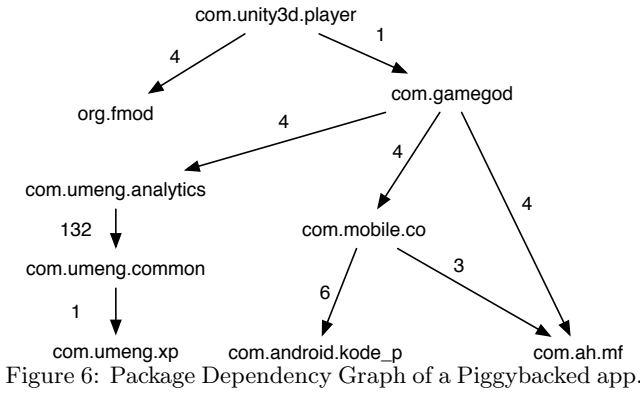 com.unity3d.player
4
1
org.fmod
com.gamegod
4
4
4
com.umeng.analytics
132
com.mobile.co
com.umeng.common
6
3
1
com.umeng.xp
com.android.kode_p
com.ah.mf
Figure 6: Package Dependency Graph of a Piggybacked app.